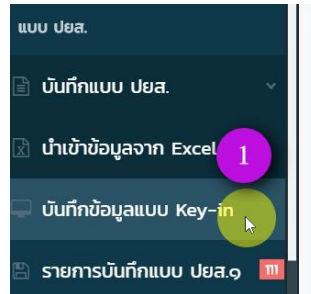 แบบ ปยส.
บันทึกแบบ ปยส.
นำเข้าข้อมูลจาก Excel
1
บันทึกข้อมูลแบบ Key-in
รายการบันทึกแบบ ปยส.๑ 111